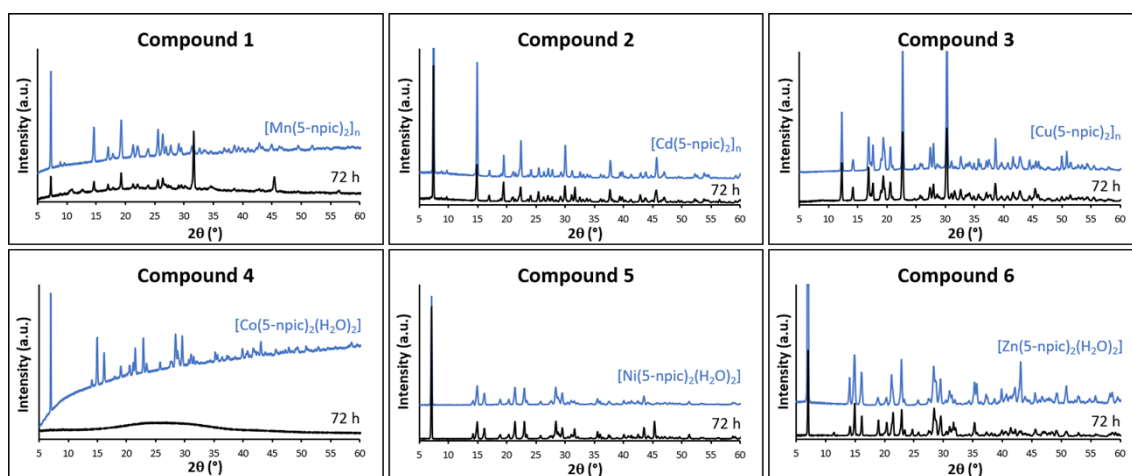 Compound 1
Intensity (a.u.)
[Mn(5-npic)₂]ₙ
72 h
5 10 15 20 25 30 35 40 45 50 55 60
2θ (°)
Compound 2
Intensity (a.u.)
[Cd(5-npic)₂]ₙ
72 h
5 10 15 20 25 30 35 40 45 50 55 60
2θ (°)
Compound 3
Intensity (a.u.)
[Cu(5-npic)₂]ₙ
72 h
5 10 15 20 25 30 35 40 45 50 55 60
2θ (°)
Compound 4
Intensity (a.u.)
[Co(5-npic)₂(H₂O)₂]
72 h
5 10 15 20 25 30 35 40 45 50 55 60
2θ (°)
Compound 5
Intensity (a.u.)
[Ni(5-npic)₂(H₂O)₂]
72 h
5 10 15 20 25 30 35 40 45 50 55 60
2θ (°)
Compound 6
Intensity (a.u.)
[Zn(5-npic)₂(H₂O)₂]
72 h
5 10 15 20 25 30 35 40 45 50 55 60
2θ (°)